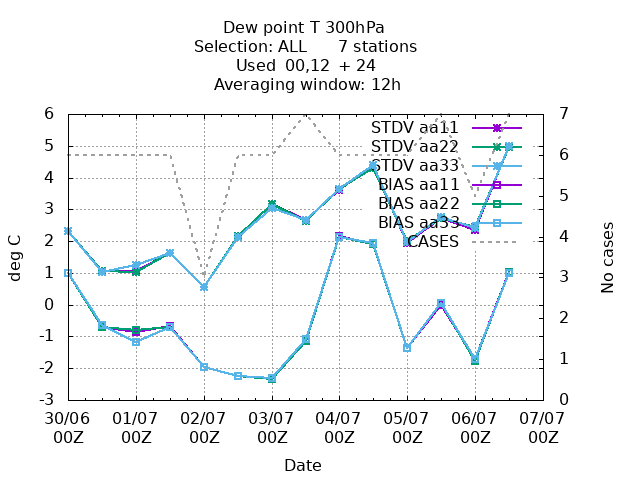 Dew point T 300hPa
Selection: ALL 7 stations
Used 00,12 + 24
Averaging window: 12h
6 7
STDV aa11
5 STDV aa22
6
STDV aa33
4 BIAS aa11
5
3 BIAS aa22
BIAS aa33
2 CASES 4
1 3
0
2
-1
1
-2
-3 0
deg C
No cases
30/06 01/07 02/07 03/07 04/07 05/07 06/07 07/07
00Z 00Z 00Z 00Z 00Z 00Z 00Z 00Z
Date